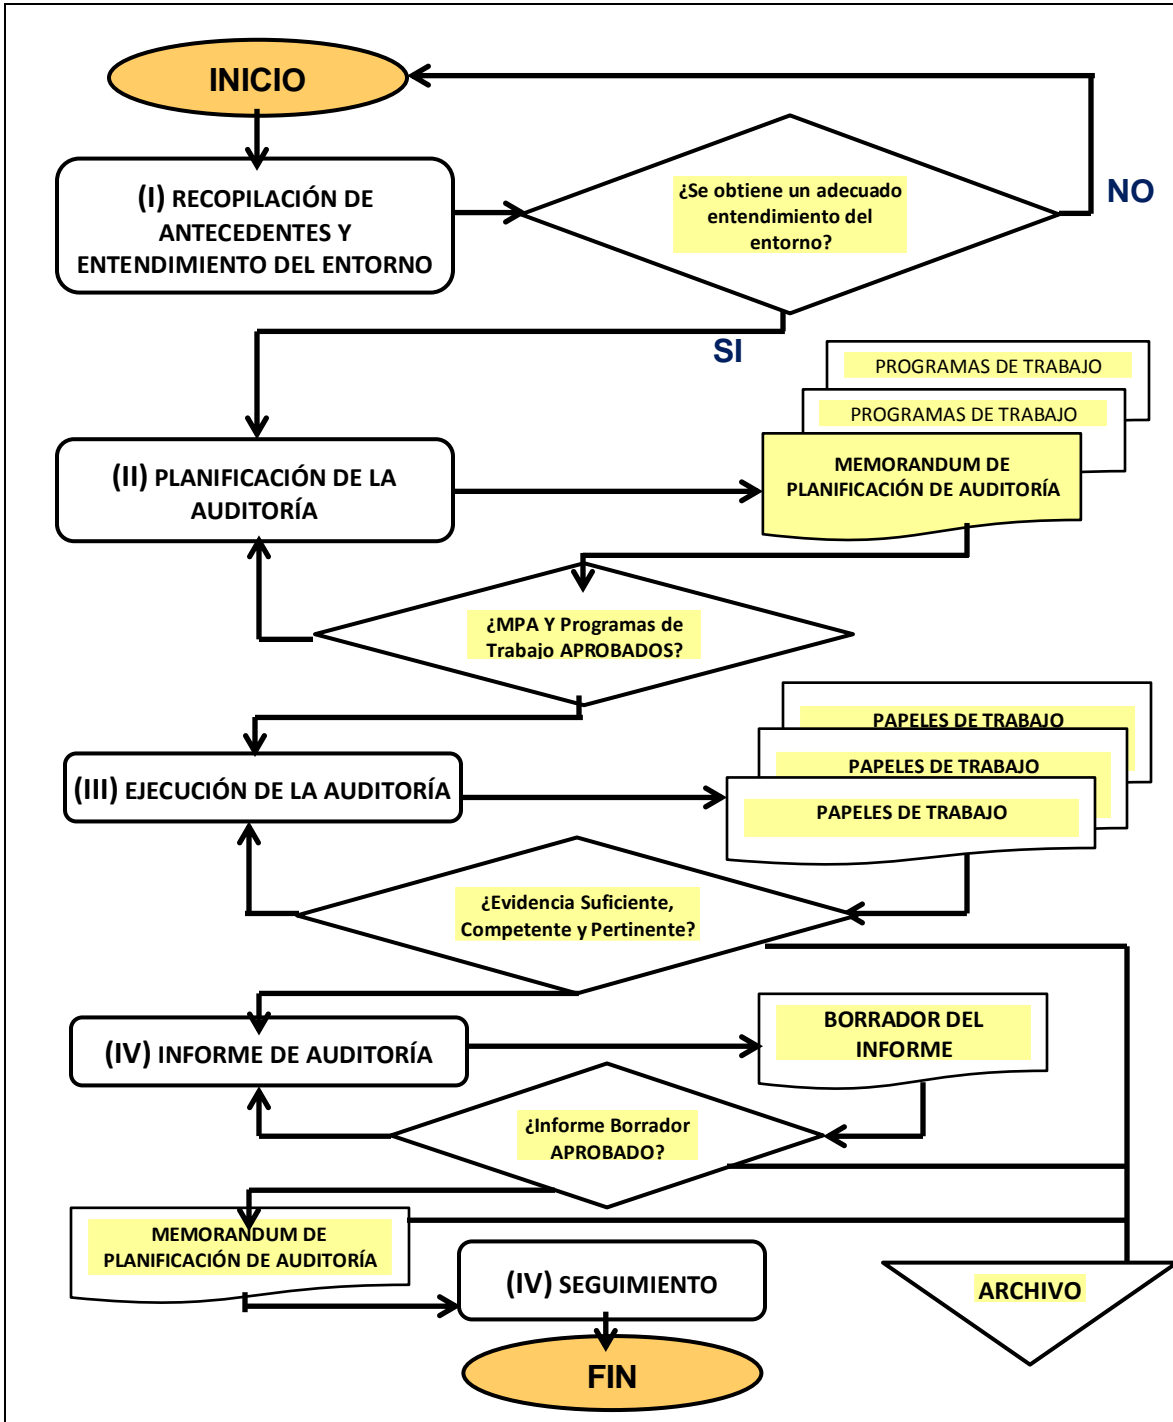 INICIO
(I) RECOPILACIÓN DE
ANTECEDENTES Y
ENTENDIMIENTO DEL ENTORNO
¿Se obtiene un adecuado
entendimiento del
entorno?
NO
SI
PROGRAMAS DE TRABAJO
PROGRAMAS DE TRABAJO
MEMORANDUM DE
PLANIFICACIÓN DE AUDITORÍA
(II) PLANIFICACIÓN DE LA
AUDITORÍA
¿MPA Y Programas de
Trabajo APROBADOS?
PAPELES DE TRABAJO
PAPELES DE TRABAJO
PAPELES DE TRABAJO
(III) EJECUCIÓN DE LA AUDITORÍA
¿Evidencia Suficiente,
Competente y Pertinente?
(IV) INFORME DE AUDITORÍA
BORRADOR DEL
INFORME
¿Informe Borrador
APROBADO?
MEMORANDUM DE
PLANIFICACIÓN DE AUDITORÍA
(IV) SEGUIMIENTO
ARCHIVO
FIN